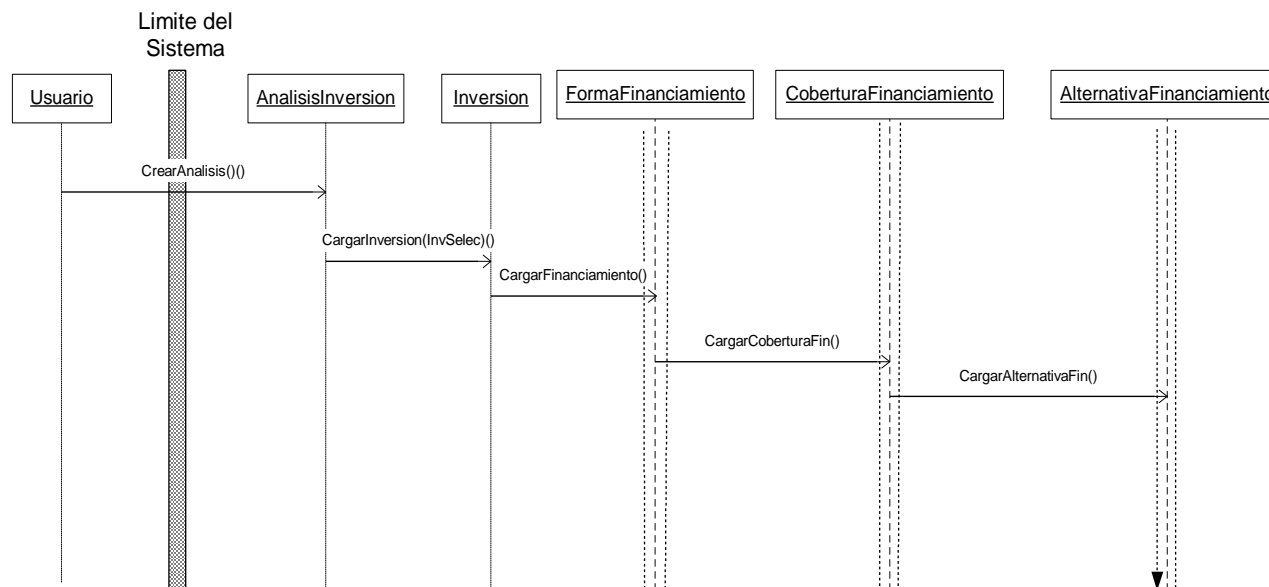 Limite del
Sistema
Usuario
AnalisisInversion
Inversion
FormaFinanciamiento
CoberturaFinanciamiento
AlternativaFinanciamiento
CrearAnalisis()()
CargarInversion(InvSelec)()
CargarFinanciamiento()
CargarCoberturaFin()
CargarAlternativaFin()